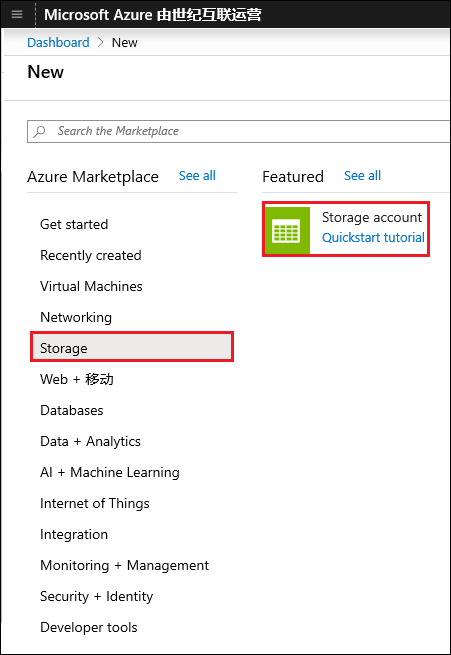 Microsoft Azure 由世纪互联运营
Dashboard > New
New
Search the Marketplace
Azure Marketplace See all
Featured See all
Get started
Recently created
Virtual Machines
Networking
Storage
Web + 移动
Databases
Data + Analytics
AI + Machine Learning
Internet of Things
Integration
Monitoring + Management
Security + Identity
Developer tools
Storage account
Quickstart tutorial